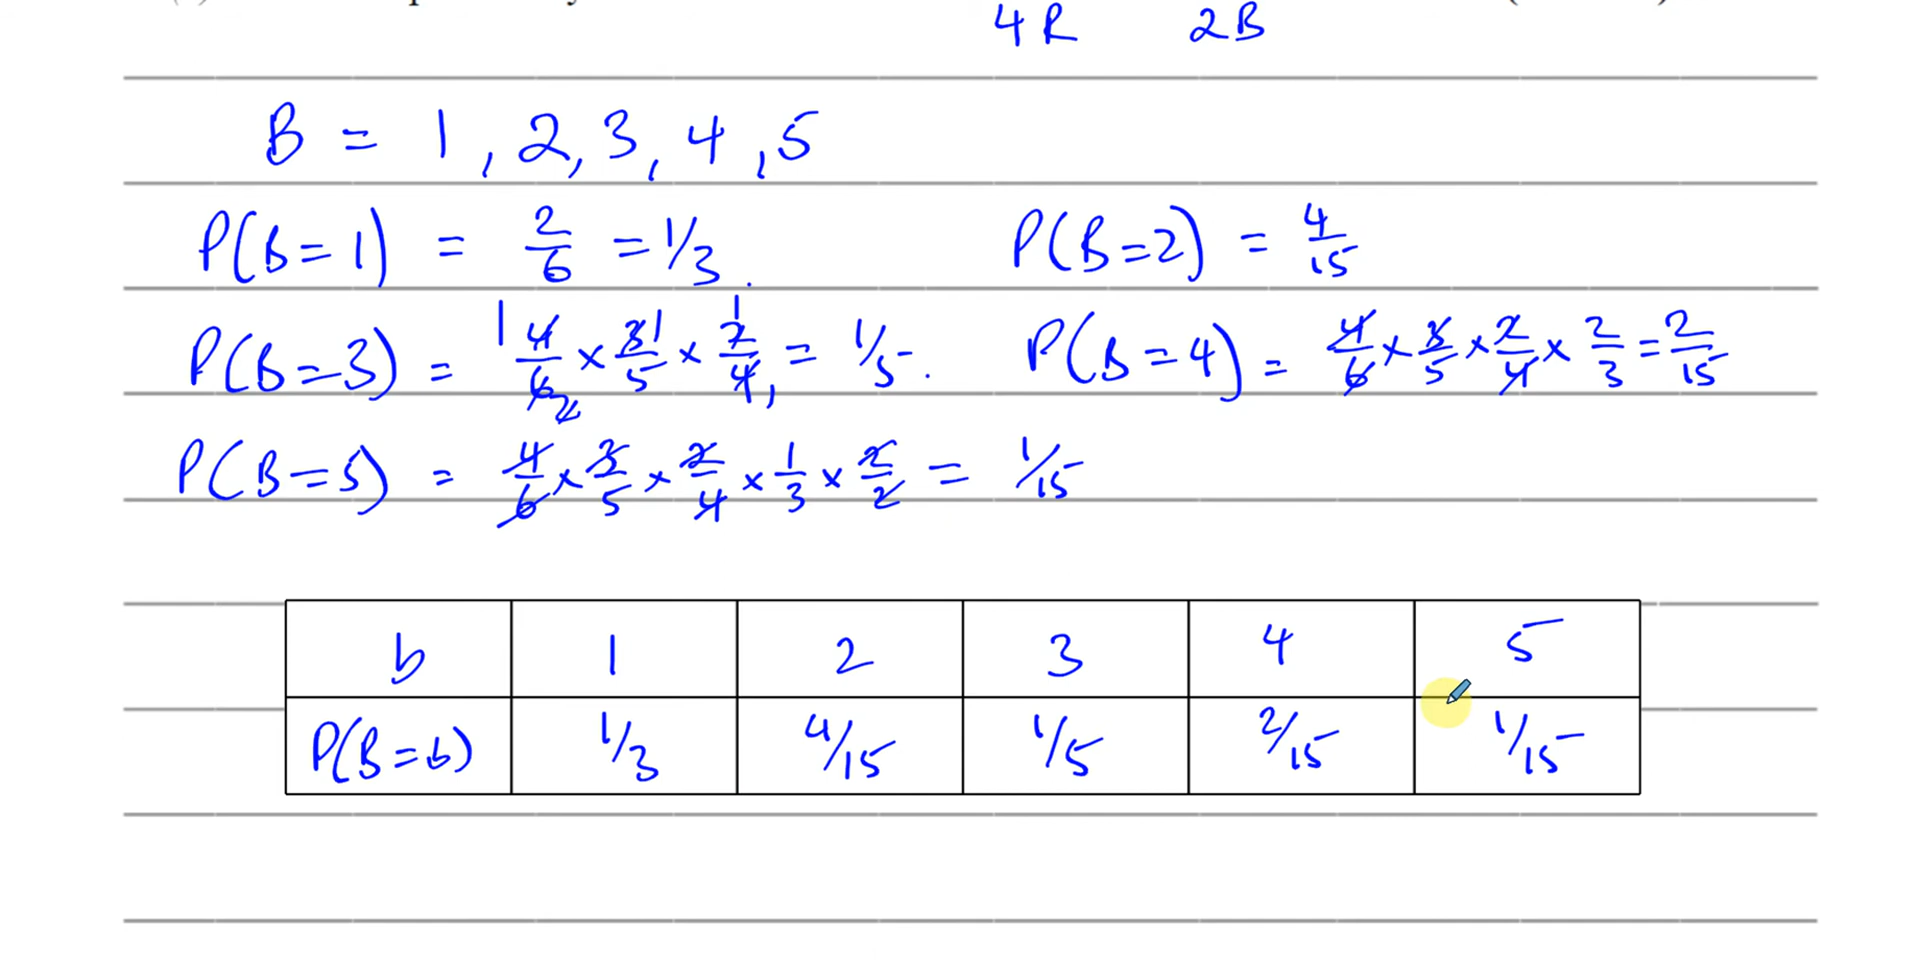 4 R 2 B
B = 1, 2, 3, 4, 5
P(B=1) = 2/6 = 1/3. P(B=2) = 4/15
P(B=3) = 4/6 × 3/5 × 2/4 = 1/5. P(B=4) = 4/6 × 3/5 × 2/4 × 2/3 = 2/15
P(B=5) = 4/6 × 3/5 × 2/4 × 1/3 × 2/2 = 1/15
b 1 2 3 4 5
P(B=b) 1/3 4/15 1/5 2/15 1/15